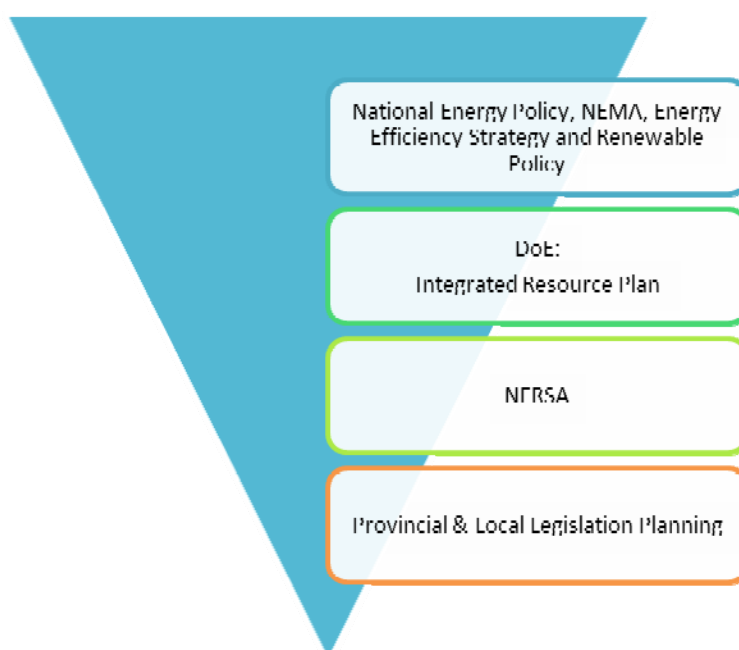 National Energy Policy, NEMA, Energy
Efficiency Strategy and Renewable
Policy
DoE:
Integrated Resource Plan
NERSA
Provincial & Local Legislation Planning